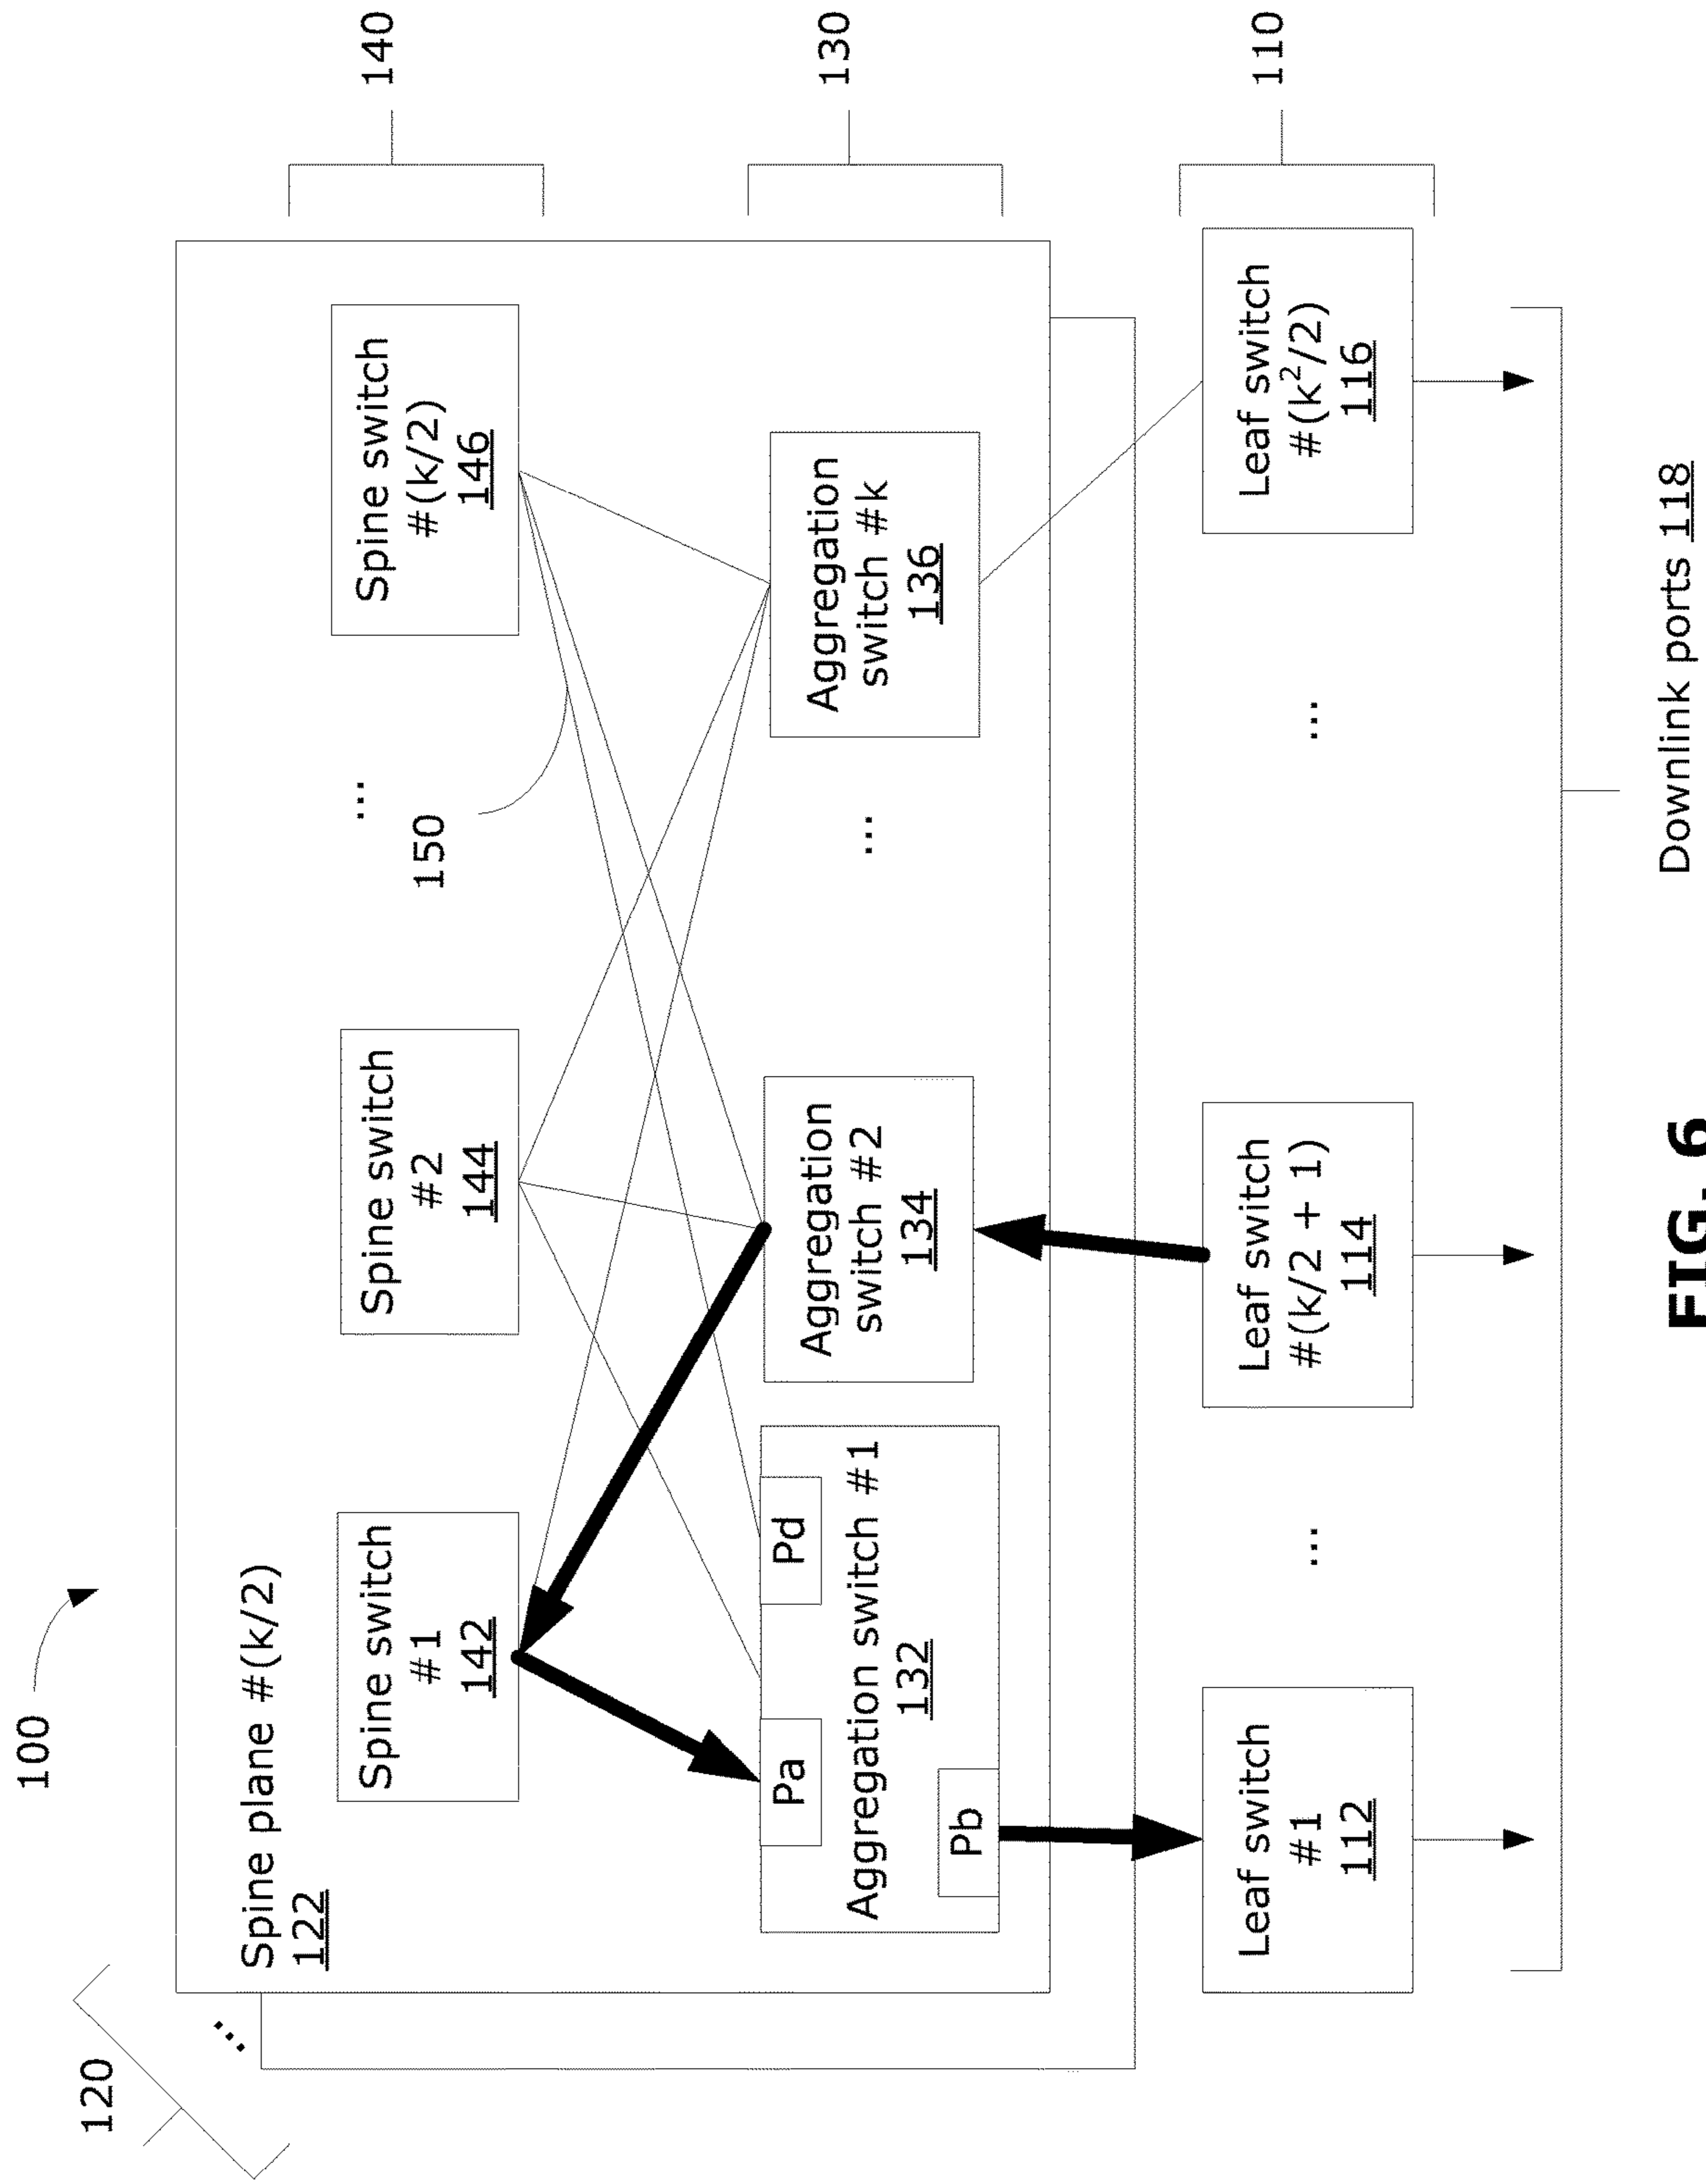 100
120
...
Spine plane #(k/2)
122
Spine switch
#1
142
Spine switch
#2
144
...
Spine switch
#(k/2)
146
140
150
Pa
Pd
Aggregation switch #1
132
Pb
Aggregation
switch #2
134
...
Aggregation
switch #k
136
130
Leaf switch
#1
112
...
Leaf switch
#(k/2 + 1)
114
...
Leaf switch
#(k²/2)
116
110
Downlink ports 118
FIG. 6